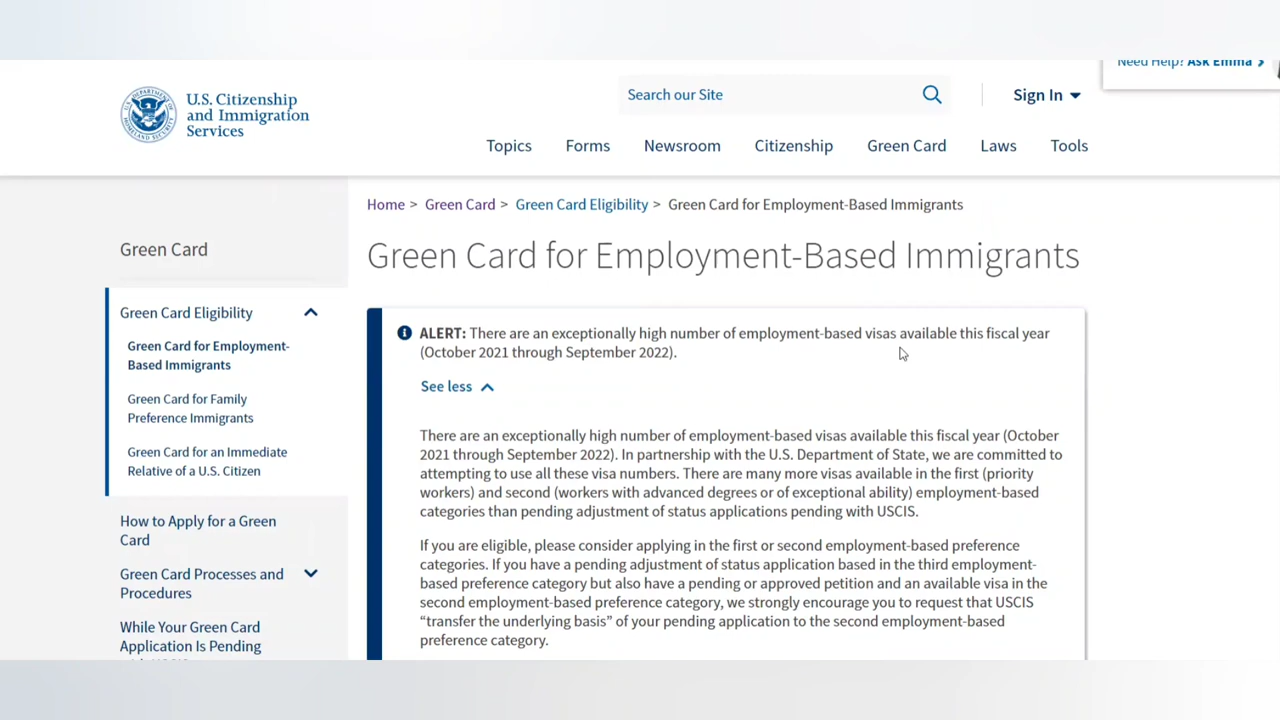 Need Help? Ask Emma
U.S. Citizenship
and Immigration
Services
Search our Site
Sign In
Topics
Forms
Newsroom
Citizenship
Green Card
Laws
Tools
Home > Green Card > Green Card Eligibility > Green Card for Employment-Based Immigrants
Green Card
Green Card Eligibility
Green Card for Employment-
Based Immigrants
Green Card for Family
Preference Immigrants
Green Card for an Immediate
Relative of a U.S. Citizen
How to Apply for a Green
Card
Green Card Processes and
Procedures
While Your Green Card
Application Is Pending
Green Card for Employment-Based Immigrants
ALERT: There are an exceptionally high number of employment-based visas available this fiscal year
(October 2021 through September 2022).
See less
There are an exceptionally high number of employment-based visas available this fiscal year (October
2021 through September 2022). In partnership with the U.S. Department of State, we are committed to
attempting to use all these visa numbers. There are many more visas available in the first (priority
workers) and second (workers with advanced degrees or of exceptional ability) employment-based
categories than pending adjustment of status applications pending with USCIS.
If you are eligible, please consider applying in the first or second employment-based preference
categories. If you have a pending adjustment of status application based in the third employment-
based preference category but also have a pending or approved petition and an available visa in the
second employment-based preference category, we strongly encourage you to request that USCIS
“transfer the underlying basis” of your pending application to the second employment-based
preference category.